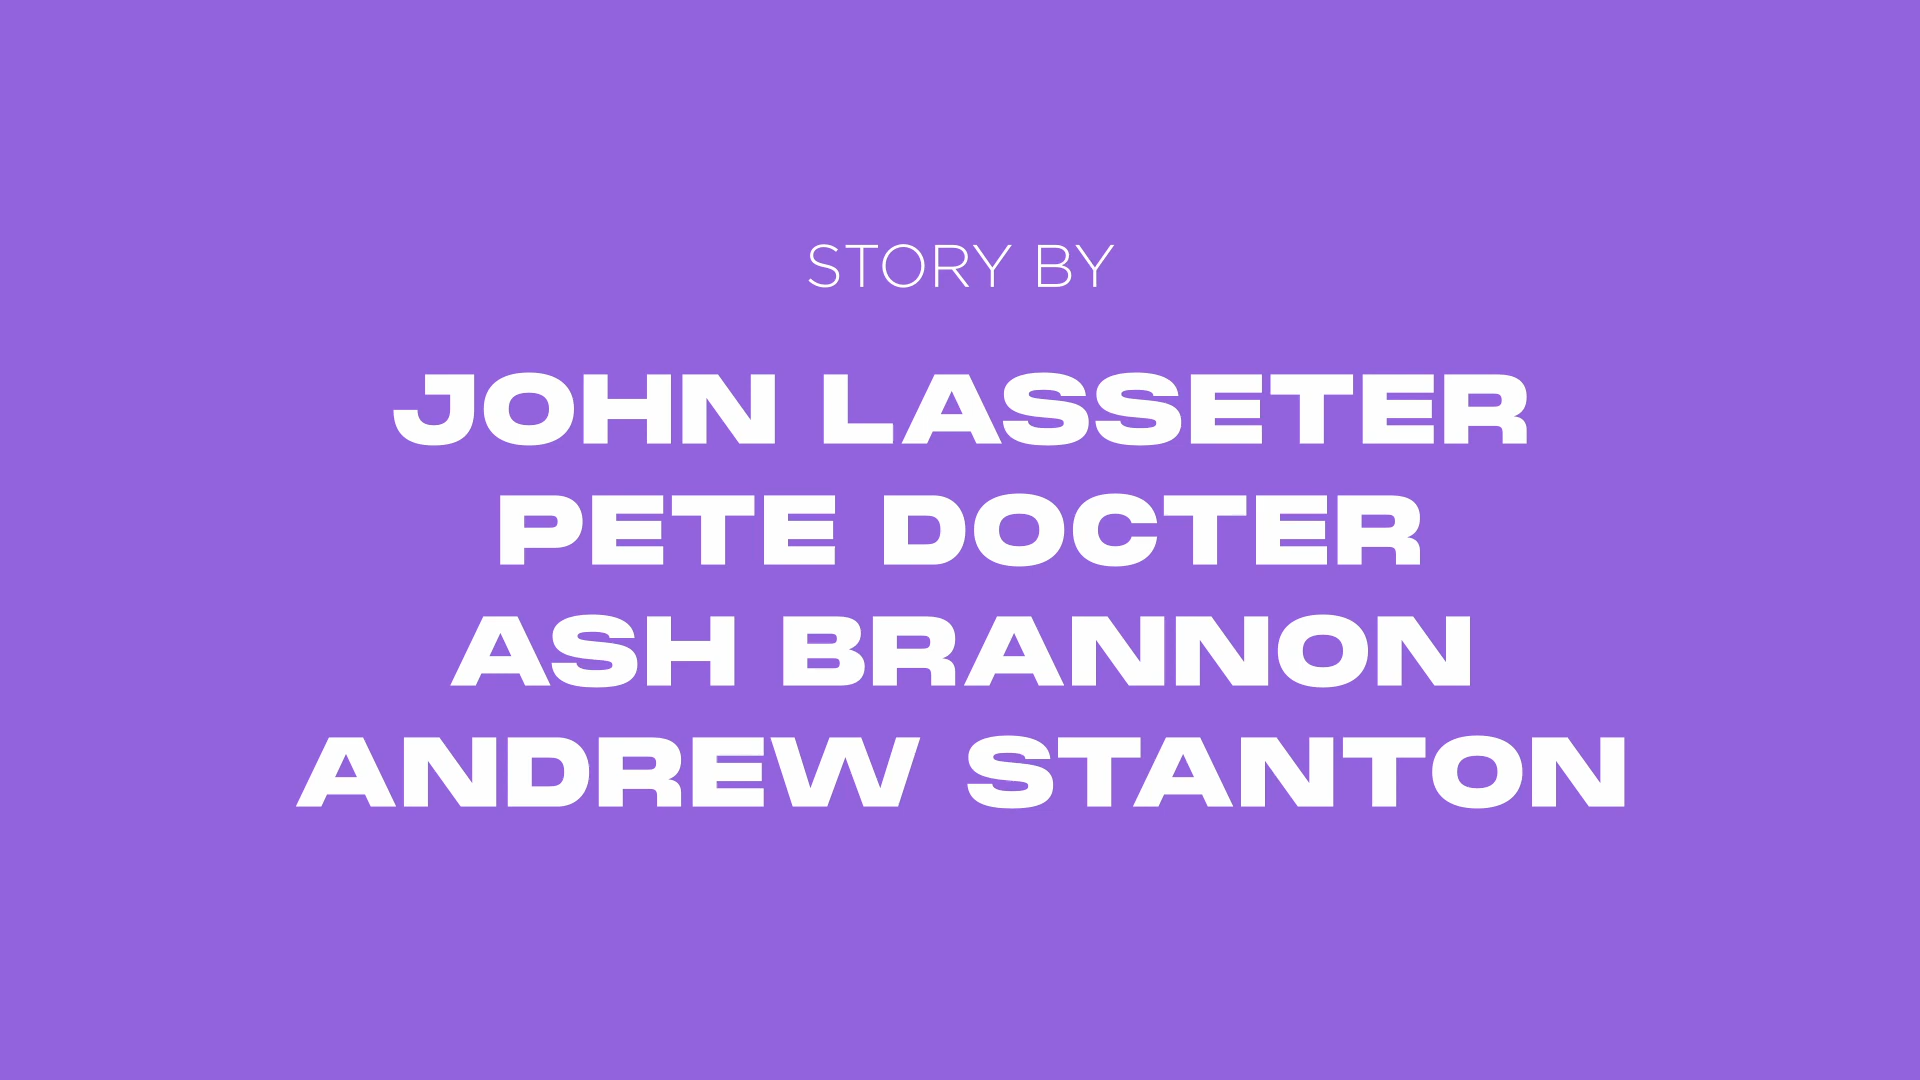 STORY BY
JOHN LASSETER
PETE DOCTER
ASH BRANNON
ANDREW STANTON